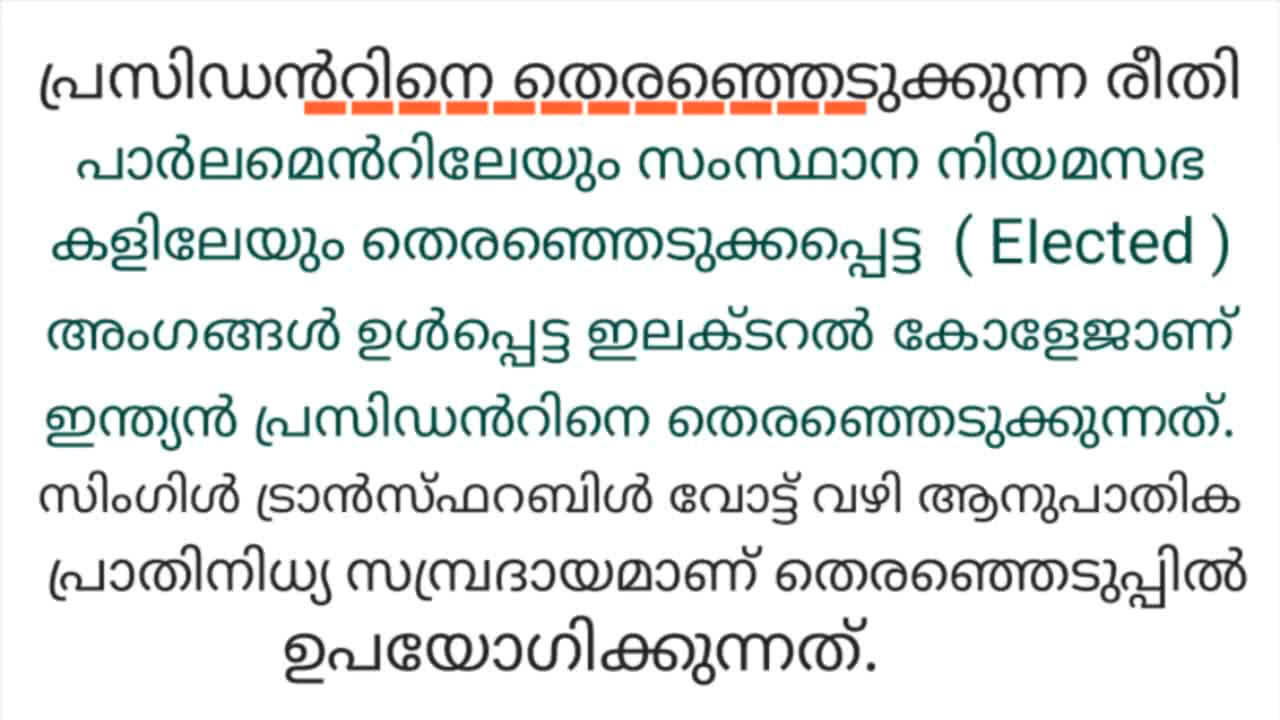 പ്രസിഡൻറിനെ തെരഞ്ഞെടുക്കുന്ന രീതി
പാർലമെൻറിലേയും സംസ്ഥാന നിയമസഭ
കളിലേയും തെരഞ്ഞെടുക്കപ്പെട്ട ( Elected )
അംഗങ്ങൾ ഉൾപ്പെട്ട ഇലക്ടറൽ കോളേജാണ്
ഇന്ത്യൻ പ്രസിഡൻറിനെ തെരഞ്ഞെടുക്കുന്നത്.
സിംഗിൾ ട്രാൻസ്ഫറബിൾ വോട്ട് വഴി ആനുപാതിക
പ്രാതിനിധ്യ സമ്പ്രദായമാണ് തെരഞ്ഞെടുപ്പിൽ
ഉപയോഗിക്കുന്നത്.